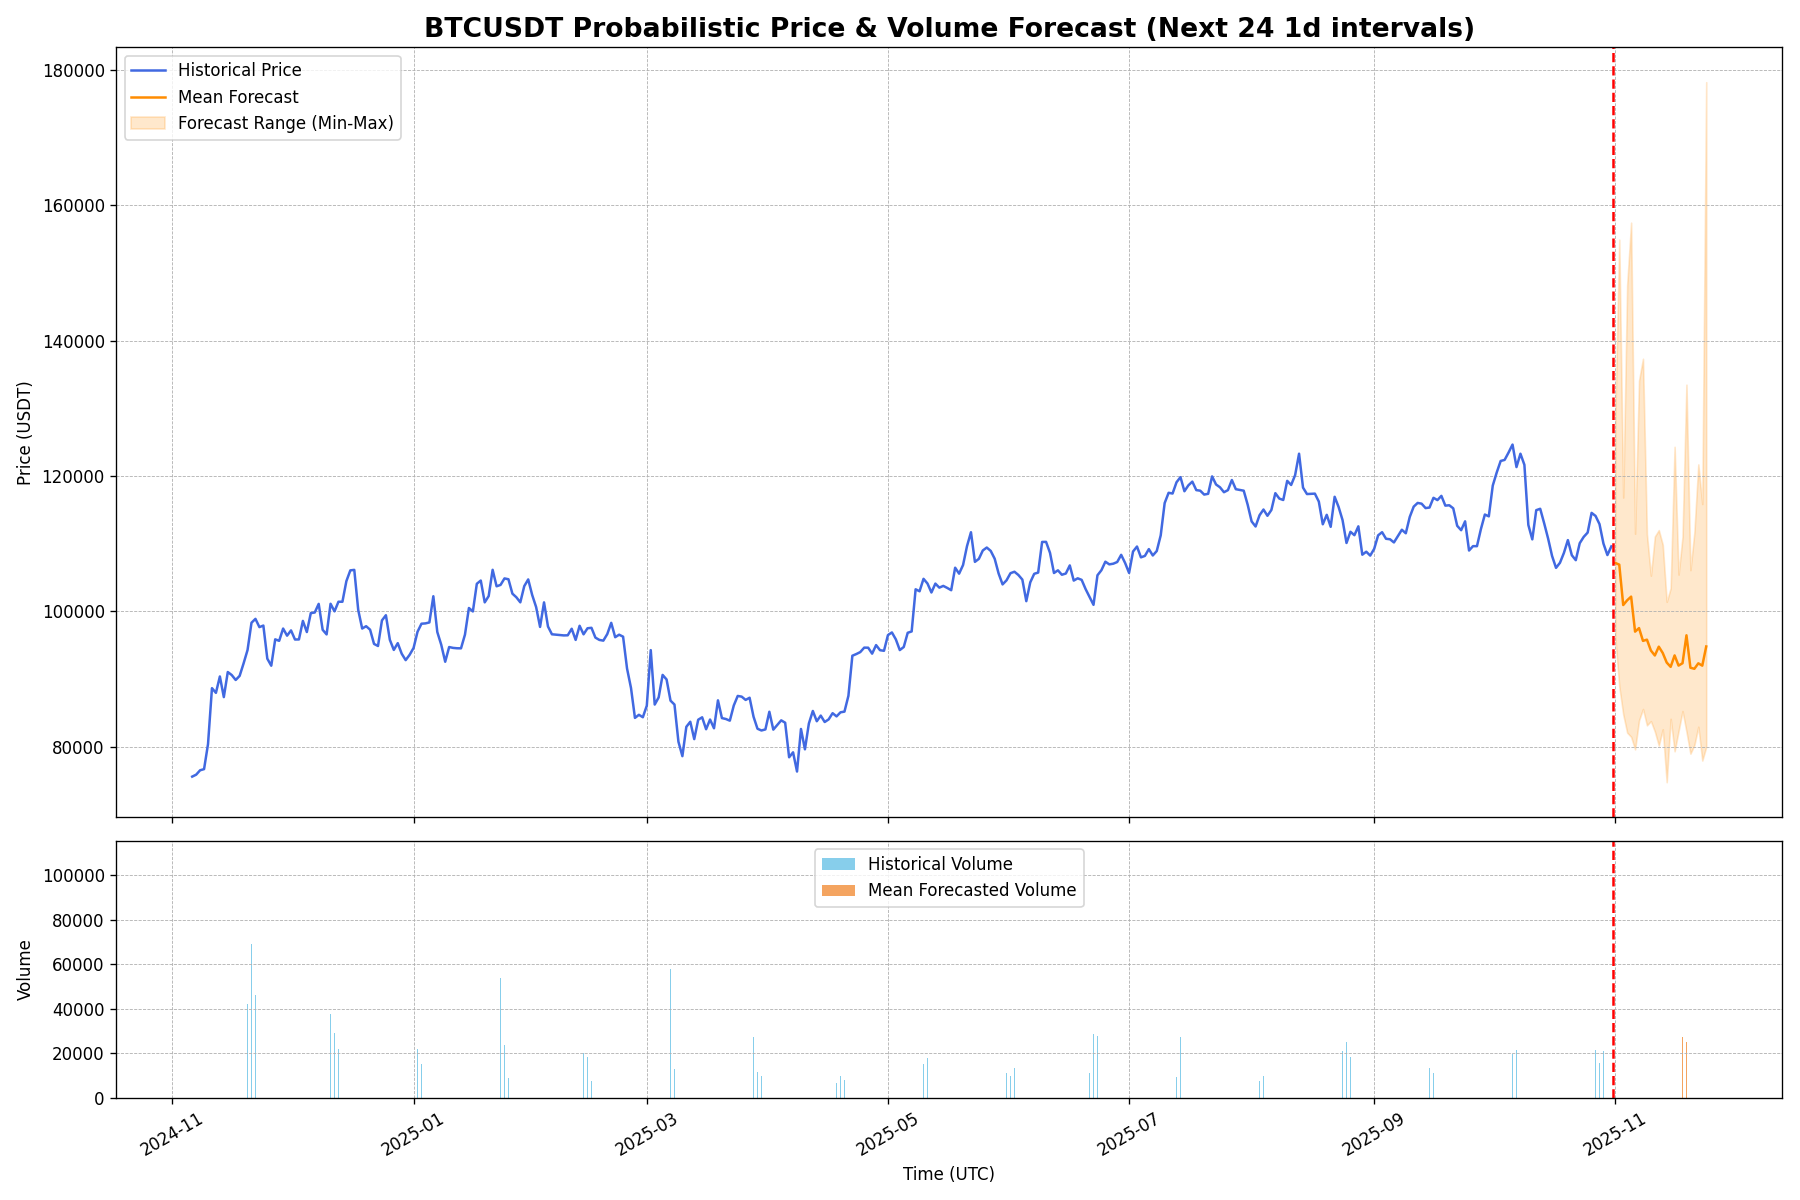 BTCUSDT Probabilistic Price & Volume Forecast (Next 24 1d intervals)
Historical Price
Mean Forecast
Forecast Range (Min-Max)
180000
160000
140000
120000
100000
80000
Price (USDT)
Historical Volume
Mean Forecasted Volume
100000
80000
60000
40000
20000
0
Volume
2024-11
2025-01
2025-03
2025-05
2025-07
2025-09
2025-11
Time (UTC)